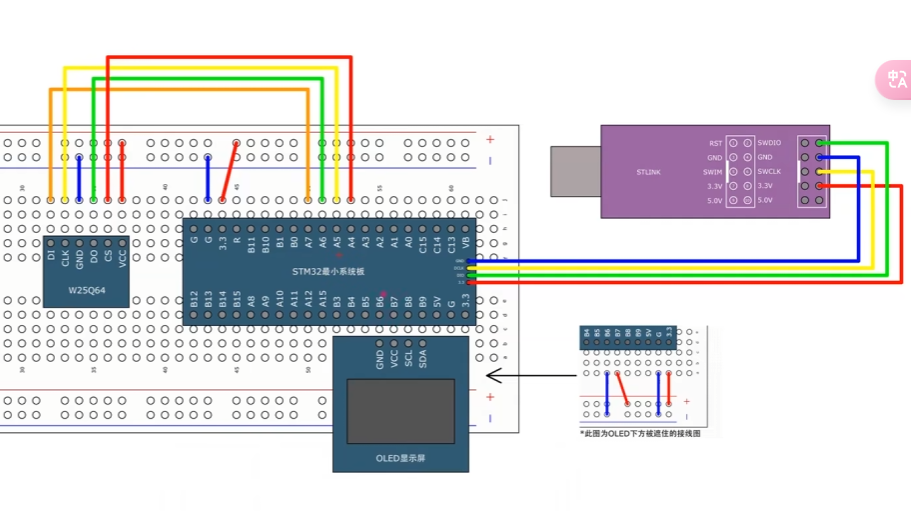 中A
+
-
30
40
45
55
60
RST SWDIO
GND GND
SWIM SWCLK
3.3V 3.3V
5.0V 5.0V
STLINK
DI CLK GND DO CS VCC
W25Q64
G G 3.3 R B11 B10 B1 B0 A7 A6 A5 A4 A3 A2 A1 A0 C15 C14 C13 VB
STM32最小系统板
B12 B13 B14 B15 A8 A9 A10 A11 A12 A15 B3 B4 B5 B6 B7 B8 B9 5V G 3.3
30
35
40
45
50
GND VCC SCL SDA
OLED显示屏
+
-
B4 B5 B6 B7 B8 B9 5V G 3.3
+
-
*此图为OLED下方被遮住的接线图